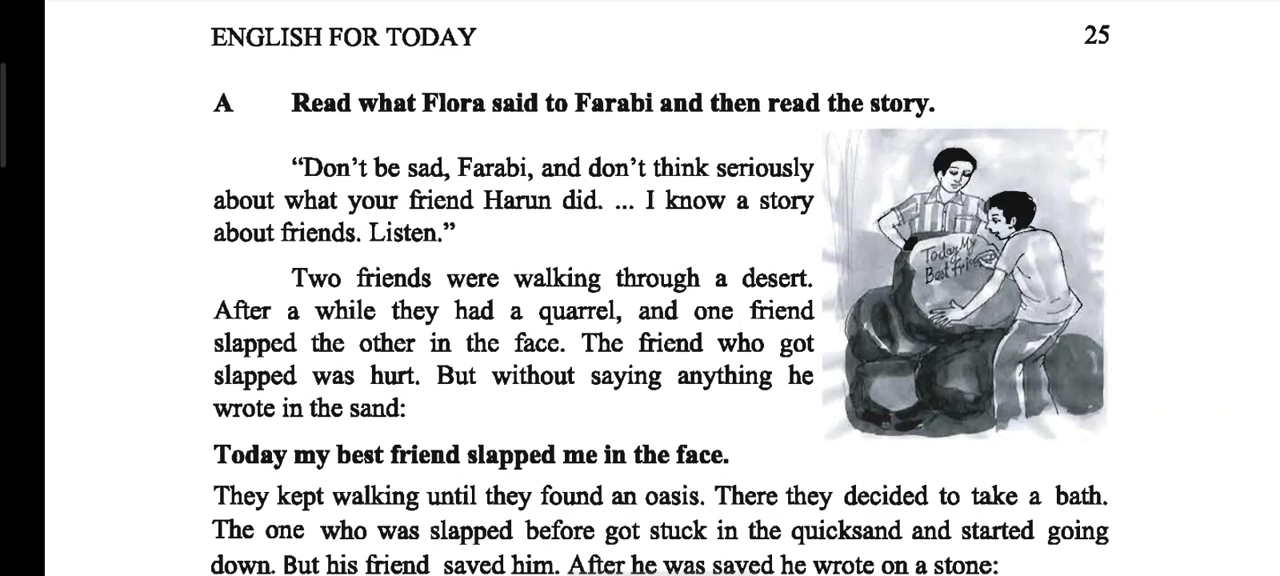 ENGLISH FOR TODAY 25
A Read what Flora said to Farabi and then read the story.
“Don’t be sad, Farabi, and don’t think seriously
about what your friend Harun did. ... I know a story
about friends. Listen.”
Two friends were walking through a desert.
After a while they had a quarrel, and one friend
slapped the other in the face. The friend who got
slapped was hurt. But without saying anything he
wrote in the sand:
Today My
Best frie
Today my best friend slapped me in the face.
They kept walking until they found an oasis. There they decided to take a bath.
The one who was slapped before got stuck in the quicksand and started going
down. But his friend saved him. After he was saved he wrote on a stone: